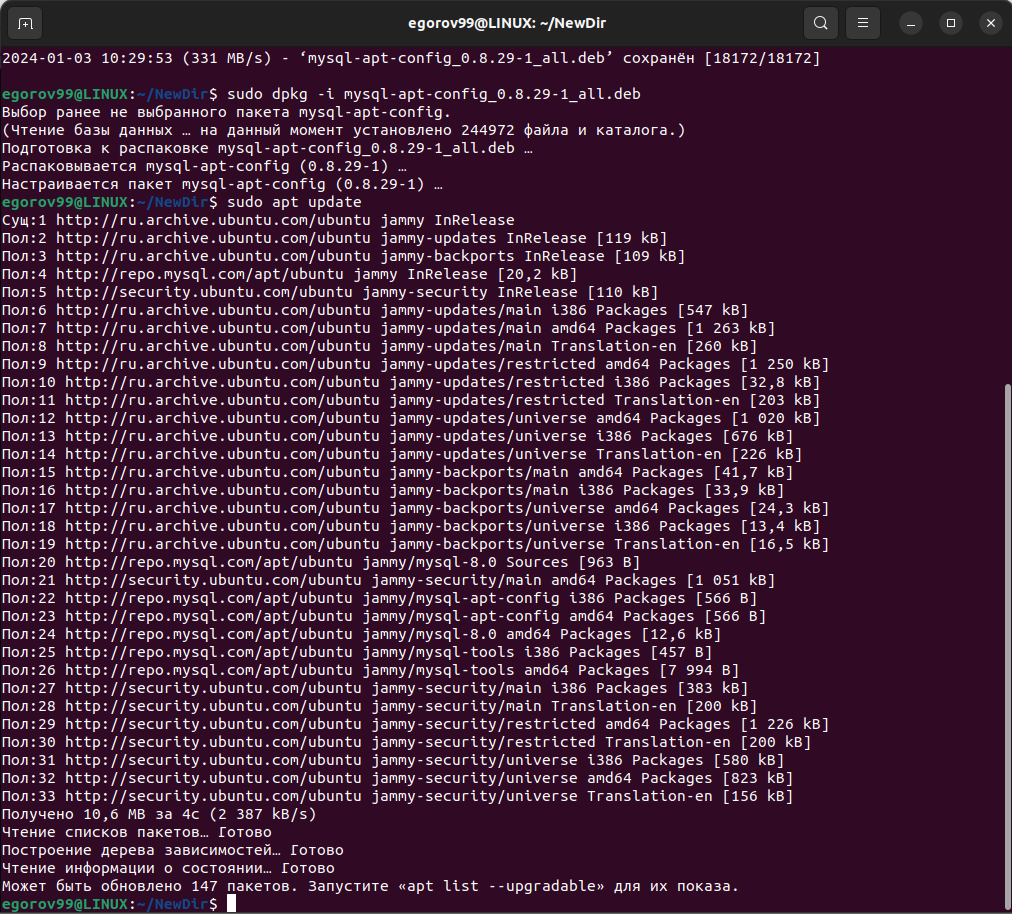 egorov99@LINUX: ~/NewDir
2024-01-03 10:29:53 (331 MB/s) - ‘mysql-apt-config_0.8.29-1_all.deb’ сохранён [18172/18172]
egorov99@LINUX:~/NewDir$ sudo dpkg -i mysql-apt-config_0.8.29-1_all.deb
Выбор ранее не выбранного пакета mysql-apt-config.
(Чтение базы данных … на данный момент установлено 244972 файла и каталога.)
Подготовка к распаковке mysql-apt-config_0.8.29-1_all.deb …
Распаковывается mysql-apt-config (0.8.29-1) …
Настраивается пакет mysql-apt-config (0.8.29-1) …
egorov99@LINUX:~/NewDir$ sudo apt update
Сущ:1 http://ru.archive.ubuntu.com/ubuntu jammy InRelease
Пол:2 http://ru.archive.ubuntu.com/ubuntu jammy-updates InRelease [119 kB]
Пол:3 http://ru.archive.ubuntu.com/ubuntu jammy-backports InRelease [109 kB]
Пол:4 http://repo.mysql.com/apt/ubuntu jammy InRelease [20,2 kB]
Пол:5 http://security.ubuntu.com/ubuntu jammy-security InRelease [110 kB]
Пол:6 http://ru.archive.ubuntu.com/ubuntu jammy-updates/main i386 Packages [547 kB]
Пол:7 http://ru.archive.ubuntu.com/ubuntu jammy-updates/main amd64 Packages [1 263 kB]
Пол:8 http://ru.archive.ubuntu.com/ubuntu jammy-updates/main Translation-en [260 kB]
Пол:9 http://ru.archive.ubuntu.com/ubuntu jammy-updates/restricted amd64 Packages [1 250 kB]
Пол:10 http://ru.archive.ubuntu.com/ubuntu jammy-updates/restricted i386 Packages [32,8 kB]
Пол:11 http://ru.archive.ubuntu.com/ubuntu jammy-updates/restricted Translation-en [203 kB]
Пол:12 http://ru.archive.ubuntu.com/ubuntu jammy-updates/universe amd64 Packages [1 020 kB]
Пол:13 http://ru.archive.ubuntu.com/ubuntu jammy-updates/universe i386 Packages [676 kB]
Пол:14 http://ru.archive.ubuntu.com/ubuntu jammy-updates/universe Translation-en [226 kB]
Пол:15 http://ru.archive.ubuntu.com/ubuntu jammy-backports/main amd64 Packages [41,7 kB]
Пол:16 http://ru.archive.ubuntu.com/ubuntu jammy-backports/main i386 Packages [33,9 kB]
Пол:17 http://ru.archive.ubuntu.com/ubuntu jammy-backports/universe amd64 Packages [24,3 kB]
Пол:18 http://ru.archive.ubuntu.com/ubuntu jammy-backports/universe i386 Packages [13,4 kB]
Пол:19 http://ru.archive.ubuntu.com/ubuntu jammy-backports/universe Translation-en [16,5 kB]
Пол:20 http://repo.mysql.com/apt/ubuntu jammy/mysql-8.0 Sources [963 B]
Пол:21 http://security.ubuntu.com/ubuntu jammy-security/main amd64 Packages [1 051 kB]
Пол:22 http://repo.mysql.com/apt/ubuntu jammy/mysql-apt-config i386 Packages [566 B]
Пол:23 http://repo.mysql.com/apt/ubuntu jammy/mysql-apt-config amd64 Packages [566 B]
Пол:24 http://repo.mysql.com/apt/ubuntu jammy/mysql-8.0 amd64 Packages [12,6 kB]
Пол:25 http://repo.mysql.com/apt/ubuntu jammy/mysql-tools i386 Packages [457 B]
Пол:26 http://repo.mysql.com/apt/ubuntu jammy/mysql-tools amd64 Packages [7 994 B]
Пол:27 http://security.ubuntu.com/ubuntu jammy-security/main i386 Packages [383 kB]
Пол:28 http://security.ubuntu.com/ubuntu jammy-security/main Translation-en [200 kB]
Пол:29 http://security.ubuntu.com/ubuntu jammy-security/restricted amd64 Packages [1 226 kB]
Пол:30 http://security.ubuntu.com/ubuntu jammy-security/restricted Translation-en [200 kB]
Пол:31 http://security.ubuntu.com/ubuntu jammy-security/universe i386 Packages [580 kB]
Пол:32 http://security.ubuntu.com/ubuntu jammy-security/universe amd64 Packages [823 kB]
Пол:33 http://security.ubuntu.com/ubuntu jammy-security/universe Translation-en [156 kB]
Получено 10,6 MB за 4с (2 387 kB/s)
Чтение списков пакетов… Готово
Построение дерева зависимостей… Готово
Чтение информации о состоянии… Готово
Может быть обновлено 147 пакетов. Запустите «apt list --upgradable» для их показа.
egorov99@LINUX:~/NewDir$